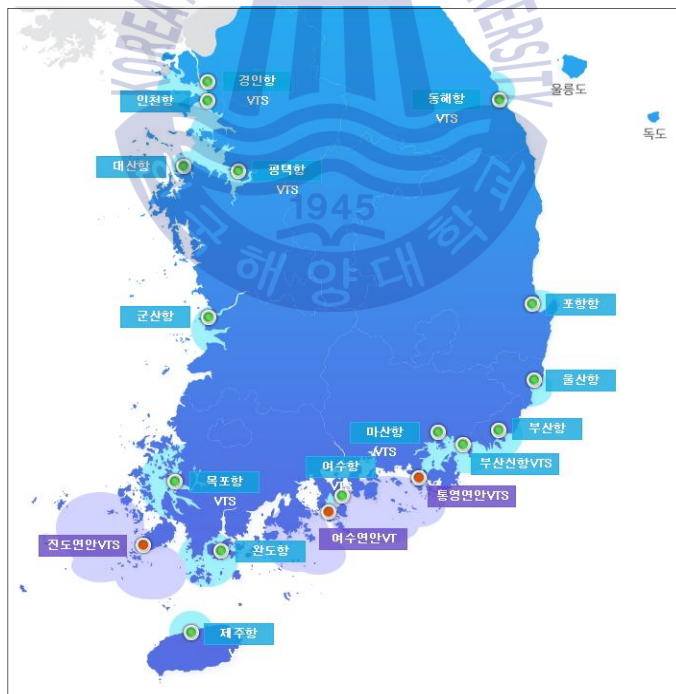 KOREA
ERSITY
경인항
VTS
인천항
동해항
VTS
울릉도
독도
대산항
평택항
VTS
1945
해양대학교
군산항
포항항
울산항
마산항
VTS
부산항
부산신항VTS
여수항
목포항
VTS
통영연안VTS
진도연안VTS
완도항
여수연안VT
제주항